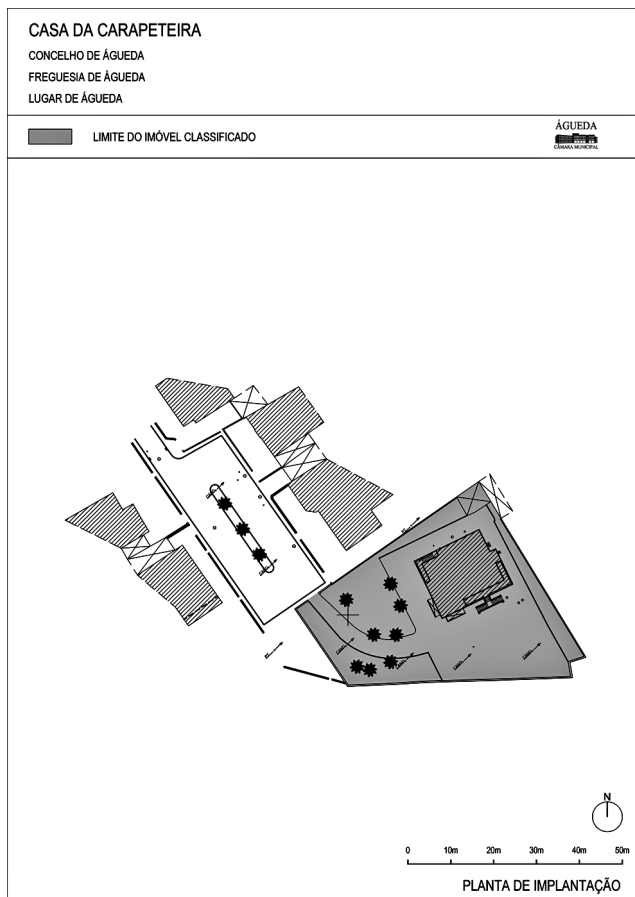 CASA DA CARAPETEIRA
CONCELHO DE ÁGUEDA
FREGUESIA DE ÁGUEDA
LUGAR DE ÁGUEDA
LIMITE DO IMÓVEL CLASSIFICADO
ÁGUEDA
CÂMARA MUNICIPAL
N
0 10m 20m 30m 40m 50m
PLANTA DE IMPLANTAÇÃO